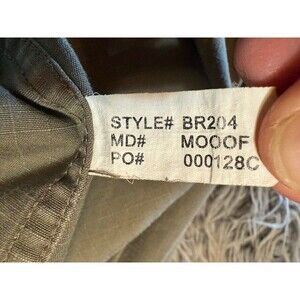 STYLE# BR204
MD# MOOOF
PO# 000128C